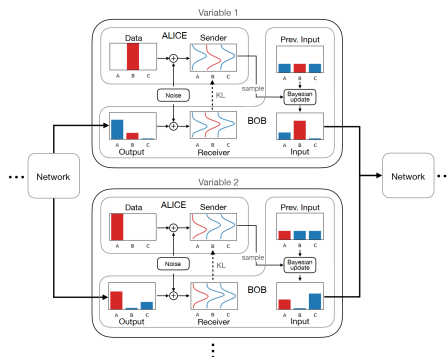 Variable 1
Data
ALICE
Sender
Prev. Input
A B C
A B C
A B C
sample
Noise
KL
Bayesian
update
BOB
A B C
A B C
A B C
Output
Receiver
Input
Network
Network
Variable 2
Data
ALICE
Sender
Prev. Input
A B C
A B C
A B C
sample
Noise
KL
Bayesian
update
BOB
A B C
A B C
A B C
Output
Receiver
Input